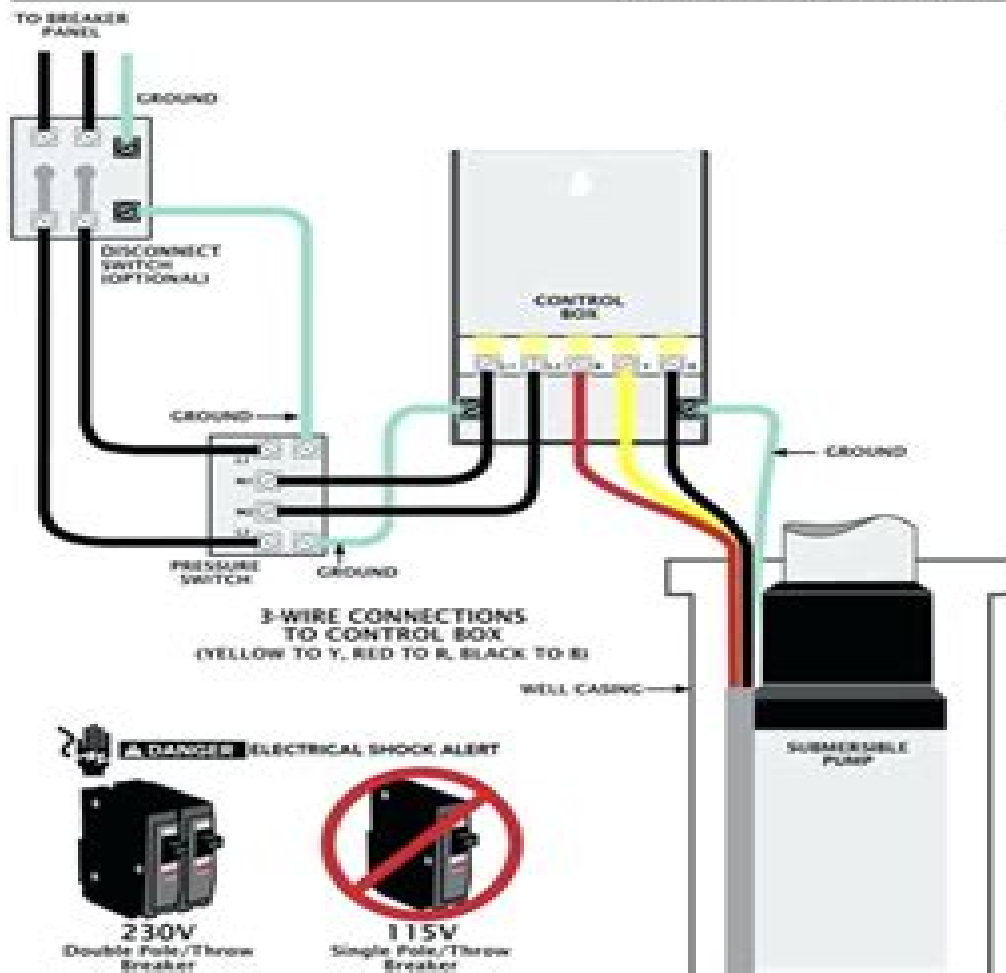 TO BREAKER
PANEL
GROUND
DISCONNECT
SWITCH
(OPTIONAL)
CONTROL
BOX
L1 L2 R Y B
GROUND
GROUND
PRESSURE
SWITCH
GROUND
3-WIRE CONNECTIONS
TO CONTROL BOX
(YELLOW TO Y, RED TO R, BLACK TO B)
WELL CASING
SUBMERSIBLE
PUMP
DANGER ELECTRICAL SHOCK ALERT
230V
Double Pole/Throw
Breaker
115V
Single Pole/Throw
Breaker